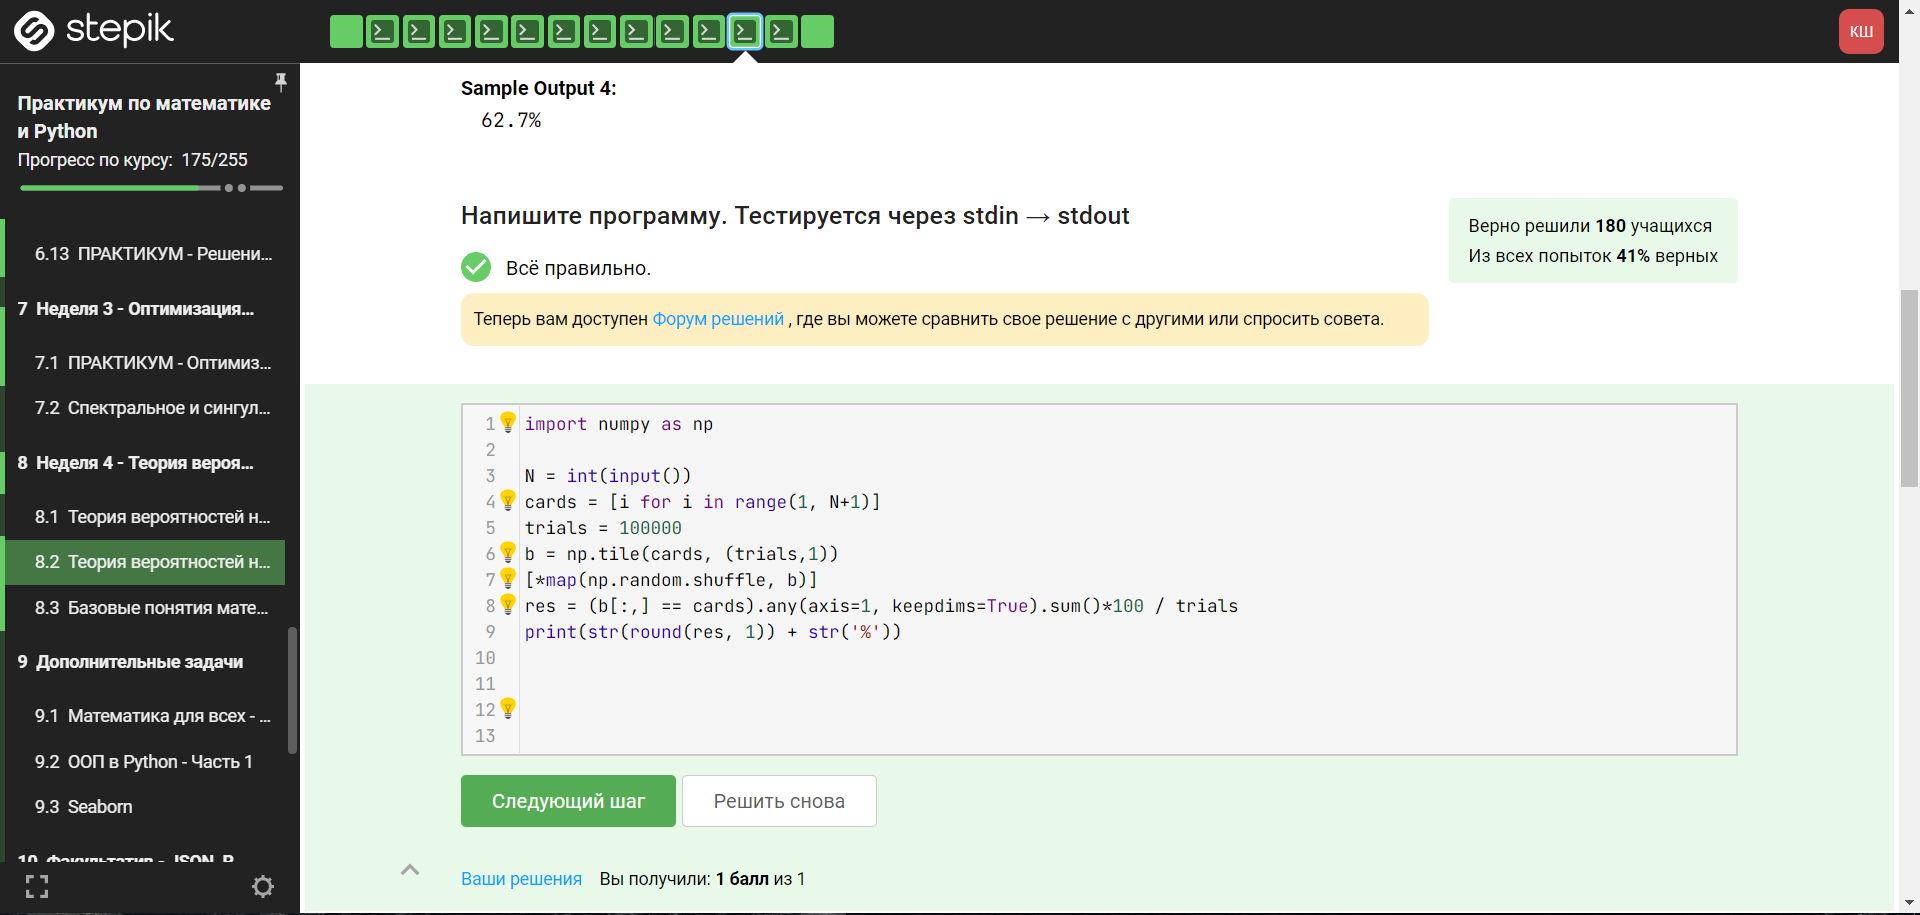 stepik
КШ
Практикум по математике
и Python
Прогресс по курсу: 175/255
6.13 ПРАКТИКУМ - Решени...
7 Неделя 3 - Оптимизация...
7.1 ПРАКТИКУМ - Оптимиз...
7.2 Спектральное и сингул...
8 Неделя 4 - Теория вероя...
8.1 Теория вероятностей н...
8.2 Теория вероятностей н...
8.3 Базовые понятия мате...
9 Дополнительные задачи
9.1 Математика для всех - ...
9.2 ООП в Python - Часть 1
9.3 Seaborn
10 Факультатив - JSON, P...
Sample Output 4:
62.7%
Напишите программу. Тестируется через stdin → stdout
Верно решили 180 учащихся
Из всех попыток 41% верных
Всё правильно.
Теперь вам доступен Форум решений , где вы можете сравнить свое решение с другими или спросить совета.
1 import numpy as np
2
3 N = int(input())
4 cards = [i for i in range(1, N+1)]
5 trials = 100000
6 b = np.tile(cards, (trials,1))
7 [*map(np.random.shuffle, b)]
8 res = (b[:,] == cards).any(axis=1, keepdims=True).sum()*100 / trials
9 print(str(round(res, 1)) + str('%'))
10
11
12
13
Следующий шаг
Решить снова
Ваши решения Вы получили: 1 балл из 1